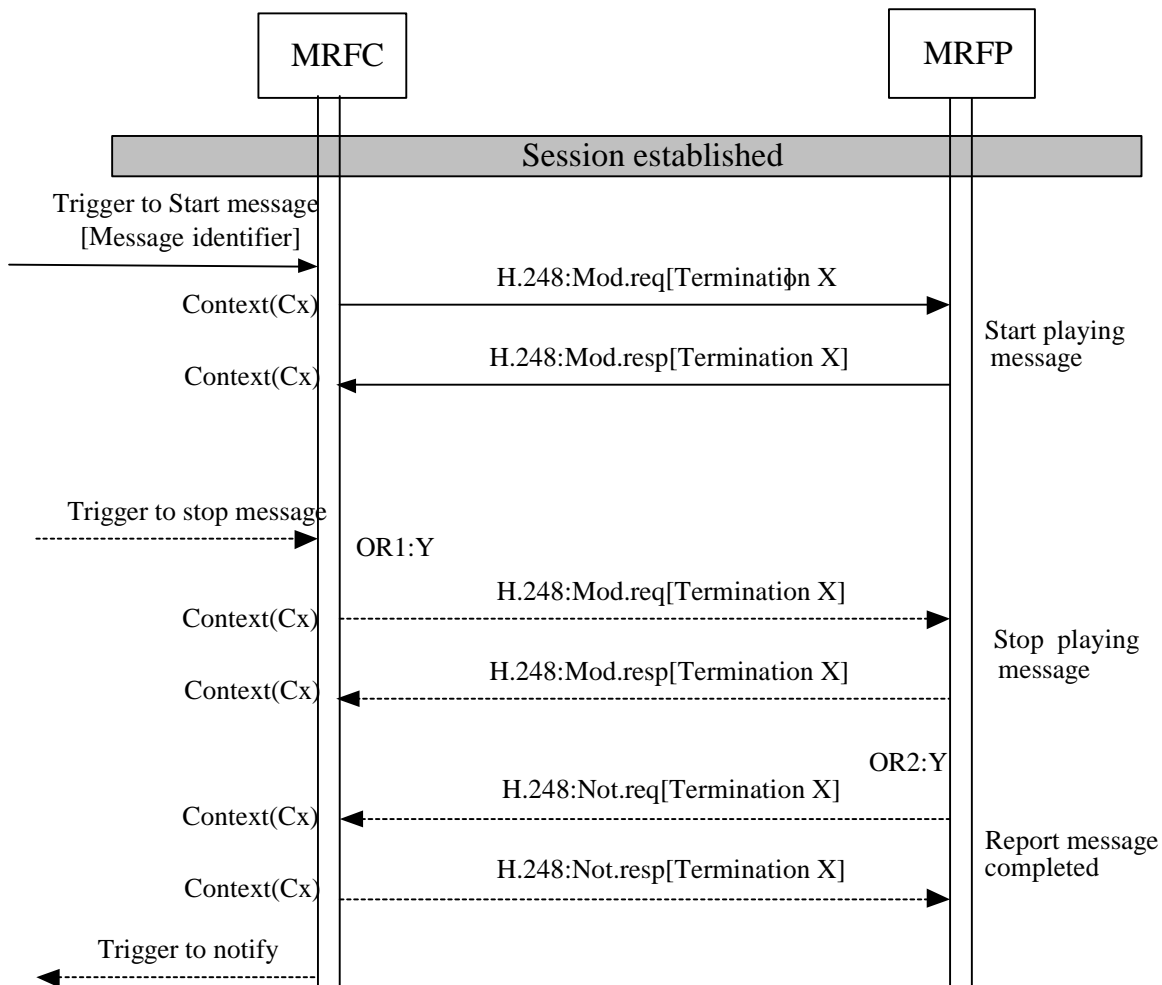 MRFC
MRFP
Session established
Trigger to Start message
[Message identifier]
H.248:Mod.req[Termination X]
Context(Cx)
Start playing
message
H.248:Mod.resp[Termination X]
Context(Cx)
Trigger to stop message
OR1:Y
H.248:Mod.req[Termination X]
Context(Cx)
Stop playing
message
H.248:Mod.resp[Termination X]
Context(Cx)
OR2:Y
H.248:Not.req[Termination X]
Context(Cx)
Report message
completed
H.248:Not.resp[Termination X]
Context(Cx)
Trigger to notify